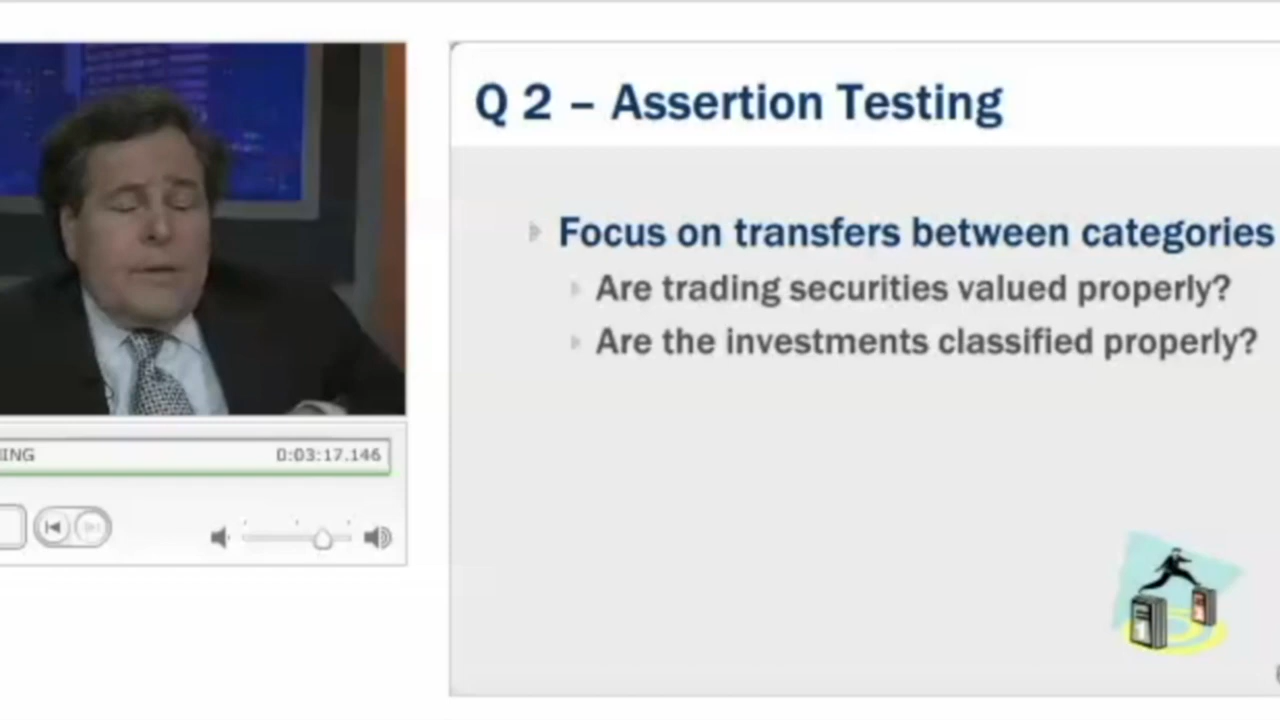 Q 2 – Assertion Testing
Focus on transfers between categories
Are trading securities valued properly?
Are the investments classified properly?
ING
0:03:17.146
1